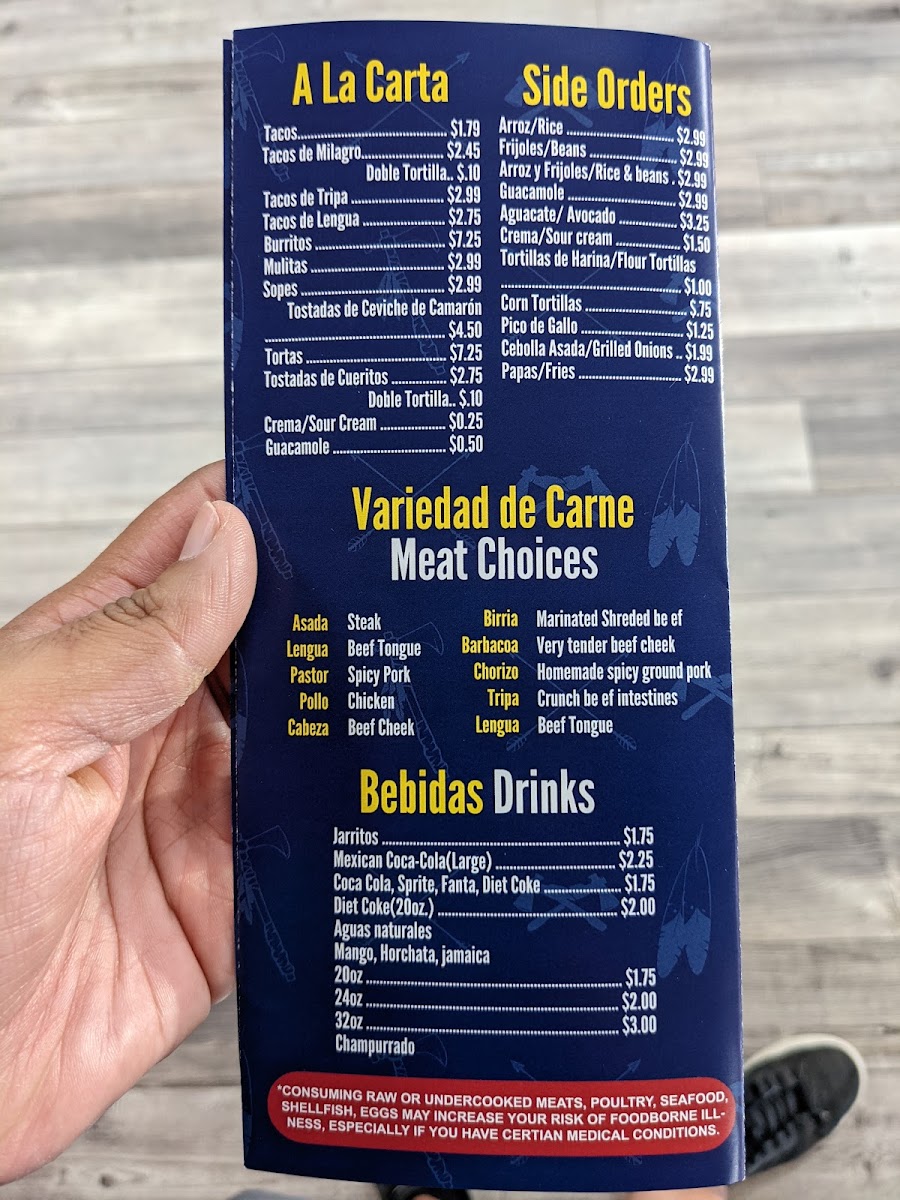 A La Carta
Tacos........ $1.79
Tacos de Milagro........ $2.45
Doble Tortilla.. $.10
Tacos de Tripa ........ $2.99
Tacos de Lengua ........ $2.75
Burritos ........ $7.25
Mulitas ........ $2.99
Sopes ........ $2.99
Tostadas de Ceviche de Camarón
........ $4.50
Tortas ........ $7.25
Tostadas de Cueritos ........ $2.75
Doble Tortilla.. $.10
Crema/Sour Cream ........ $0.25
Guacamole ........ $0.50
Side Orders
Arroz/Rice ........ $2.99
Frijoles/Beans ........ $2.99
Arroz y Frijoles/Rice & beans . $2.99
Guacamole ........ $2.99
Aguacate/ Avocado ........ $3.25
Crema/Sour cream ........ $1.50
Tortillas de Harina/Flour Tortillas
........ $1.00
Corn Tortillas ........ $.75
Pico de Gallo ........ $1.25
Cebolla Asada/Grilled Onions .. $1.99
Papas/Fries ........ $2.99
Variedad de Carne
Meat Choices
Asada Steak
Lengua Beef Tongue
Pastor Spicy Pork
Pollo Chicken
Cabeza Beef Cheek
Birria Marinated Shreded be ef
Barbacoa Very tender beef cheek
Chorizo Homemade spicy ground pork
Tripa Crunch be ef intestines
Lengua Beef Tongue
Bebidas Drinks
Jarritos ........ $1.75
Mexican Coca-Cola(Large) ........ $2.25
Coca Cola, Sprite, Fanta, Diet Coke ........ $1.75
Diet Coke(20oz.) ........ $2.00
Aguas naturales
Mango, Horchata, jamaica
20oz ........ $1.75
24oz ........ $2.00
32oz ........ $3.00
Champurrado
*CONSUMING RAW OR UNDERCOOKED MEATS, POULTRY, SEAFOOD,
SHELLFISH, EGGS MAY INCREASE YOUR RISK OF FOODBORNE ILL-
NESS, ESPECIALLY IF YOU HAVE CERTIAN MEDICAL CONDITIONS.